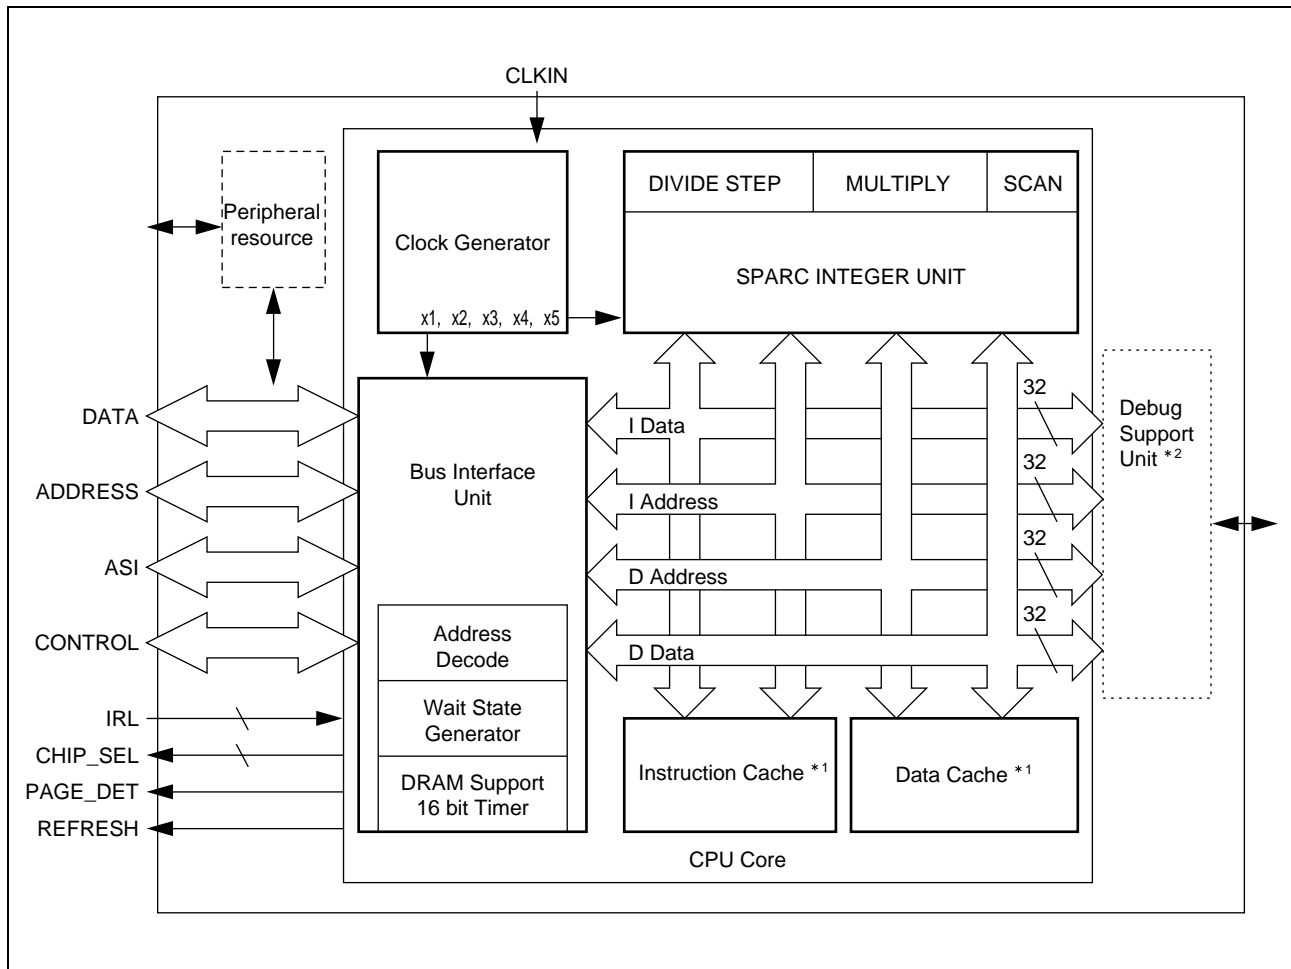 CLKIN
DIVIDE STEP
MULTIPLY
SCAN
Peripheral
resource
Clock Generator
SPARC INTEGER UNIT
x1, x2, x3, x4, x5
DATA
ADDRESS
ASI
CONTROL
IRL
CHIP_SEL
PAGE_DET
REFRESH
Bus Interface
Unit
Address
Decode
Wait State
Generator
DRAM Support
16 bit Timer
I Data
I Address
D Address
D Data
32
32
32
32
Debug
Support
Unit *2
Instruction Cache *1
Data Cache *1
CPU Core